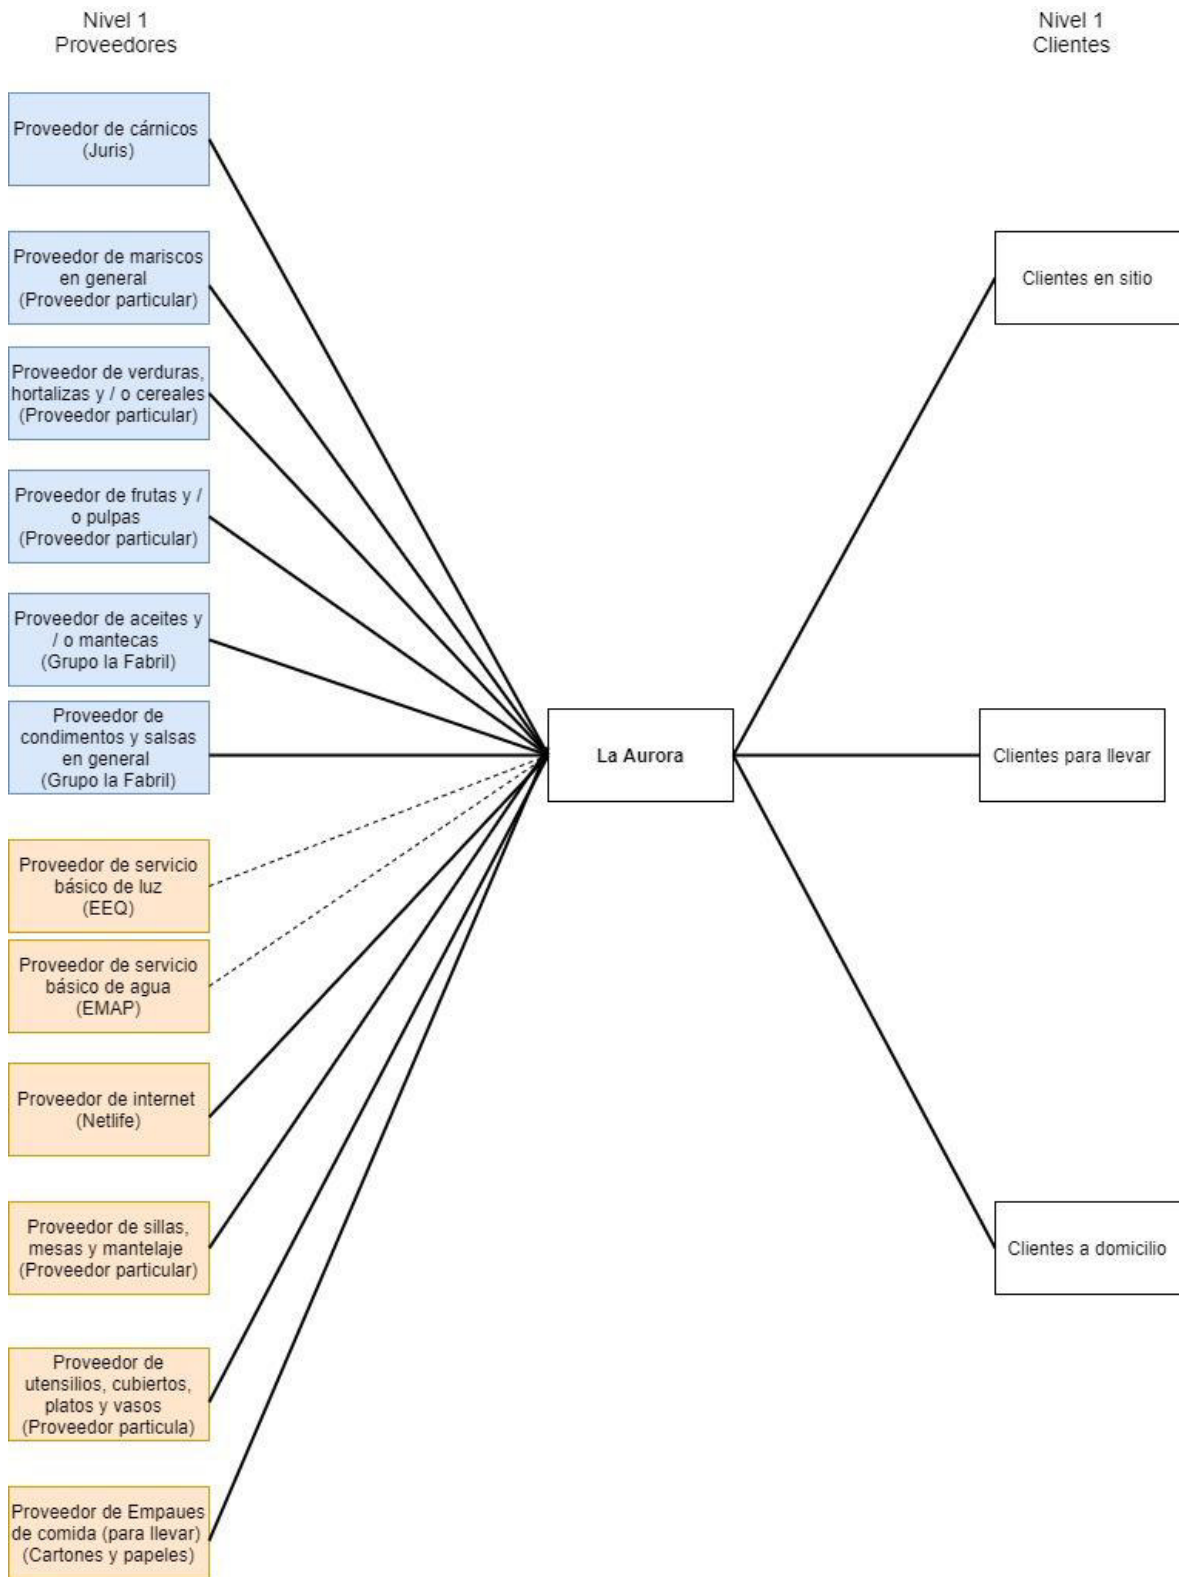 Nivel 1
Proveedores
Nivel 1
Clientes
Proveedor de cárnicos
(Juris)
Proveedor de mariscos
en general
(Proveedor particular)
Proveedor de verduras,
hortalizas y / o cereales
(Proveedor particular)
Proveedor de frutas y /
o pulpas
(Proveedor particular)
Proveedor de aceites y
/ o mantecas
(Grupo la Fabril)
Proveedor de
condimentos y salsas
en general
(Grupo la Fabril)
Proveedor de servicio
básico de luz
(EEQ)
Proveedor de servicio
básico de agua
(EMAP)
Proveedor de internet
(Netlife)
Proveedor de sillas,
mesas y mantelaje
(Proveedor particular)
Proveedor de
utensilios, cubiertos,
platos y vasos
(Proveedor particula)
Proveedor de Empaues
de comida (para llevar)
(Cartones y papeles)
La Aurora
Clientes en sitio
Clientes para llevar
Clientes a domicilio